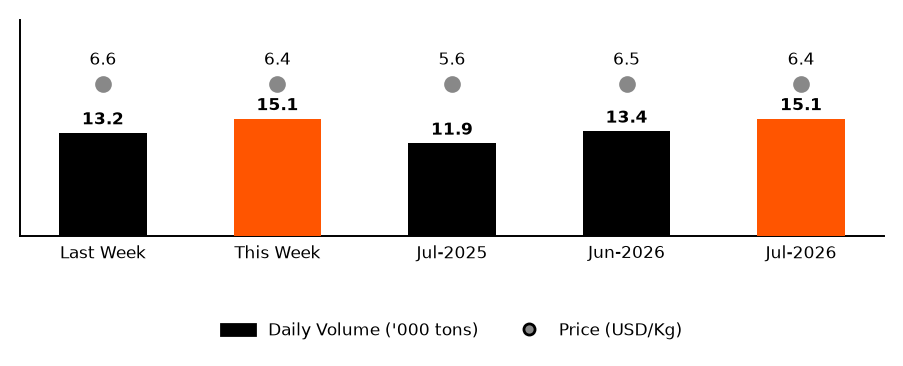 6.6 6.4 5.6 6.5 6.4
13.2 15.1 11.9 13.4 15.1
Last Week This Week Jul-2025 Jun-2026 Jul-2026
Daily Volume ('000 tons) Price (USD/Kg)